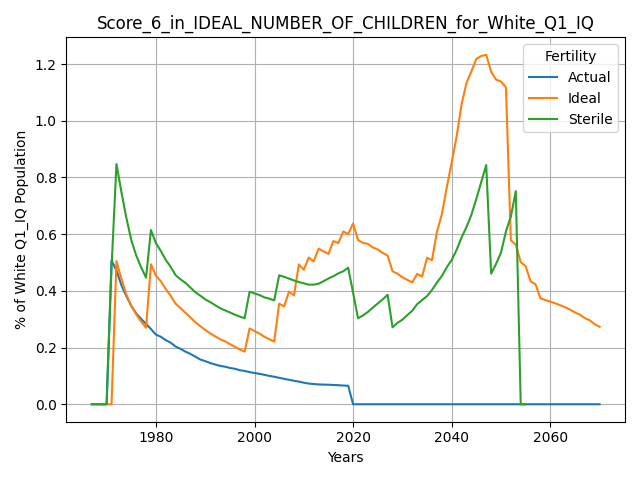 Score_6_in_IDEAL_NUMBER_OF_CHILDREN_for_White_Q1_IQ
Fertility
Actual
Ideal
Sterile
% of White Q1_IQ Population
1.2
1.0
0.8
0.6
0.4
0.2
0.0
1980 2000 2020 2040 2060
Years